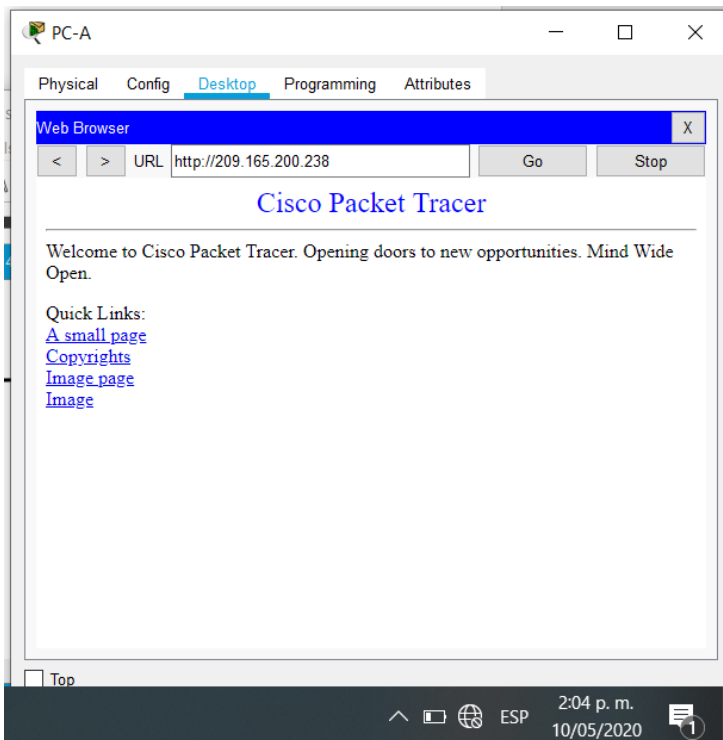 PC-A
Physical Config Desktop Programming Attributes
Web Browser X
< > URL http://209.165.200.238 Go Stop
Cisco Packet Tracer
Welcome to Cisco Packet Tracer. Opening doors to new opportunities. Mind Wide
Open.
Quick Links:
A small page
Copyrights
Image page
Image
Top
ESP 2:04 p. m.
10/05/2020 1